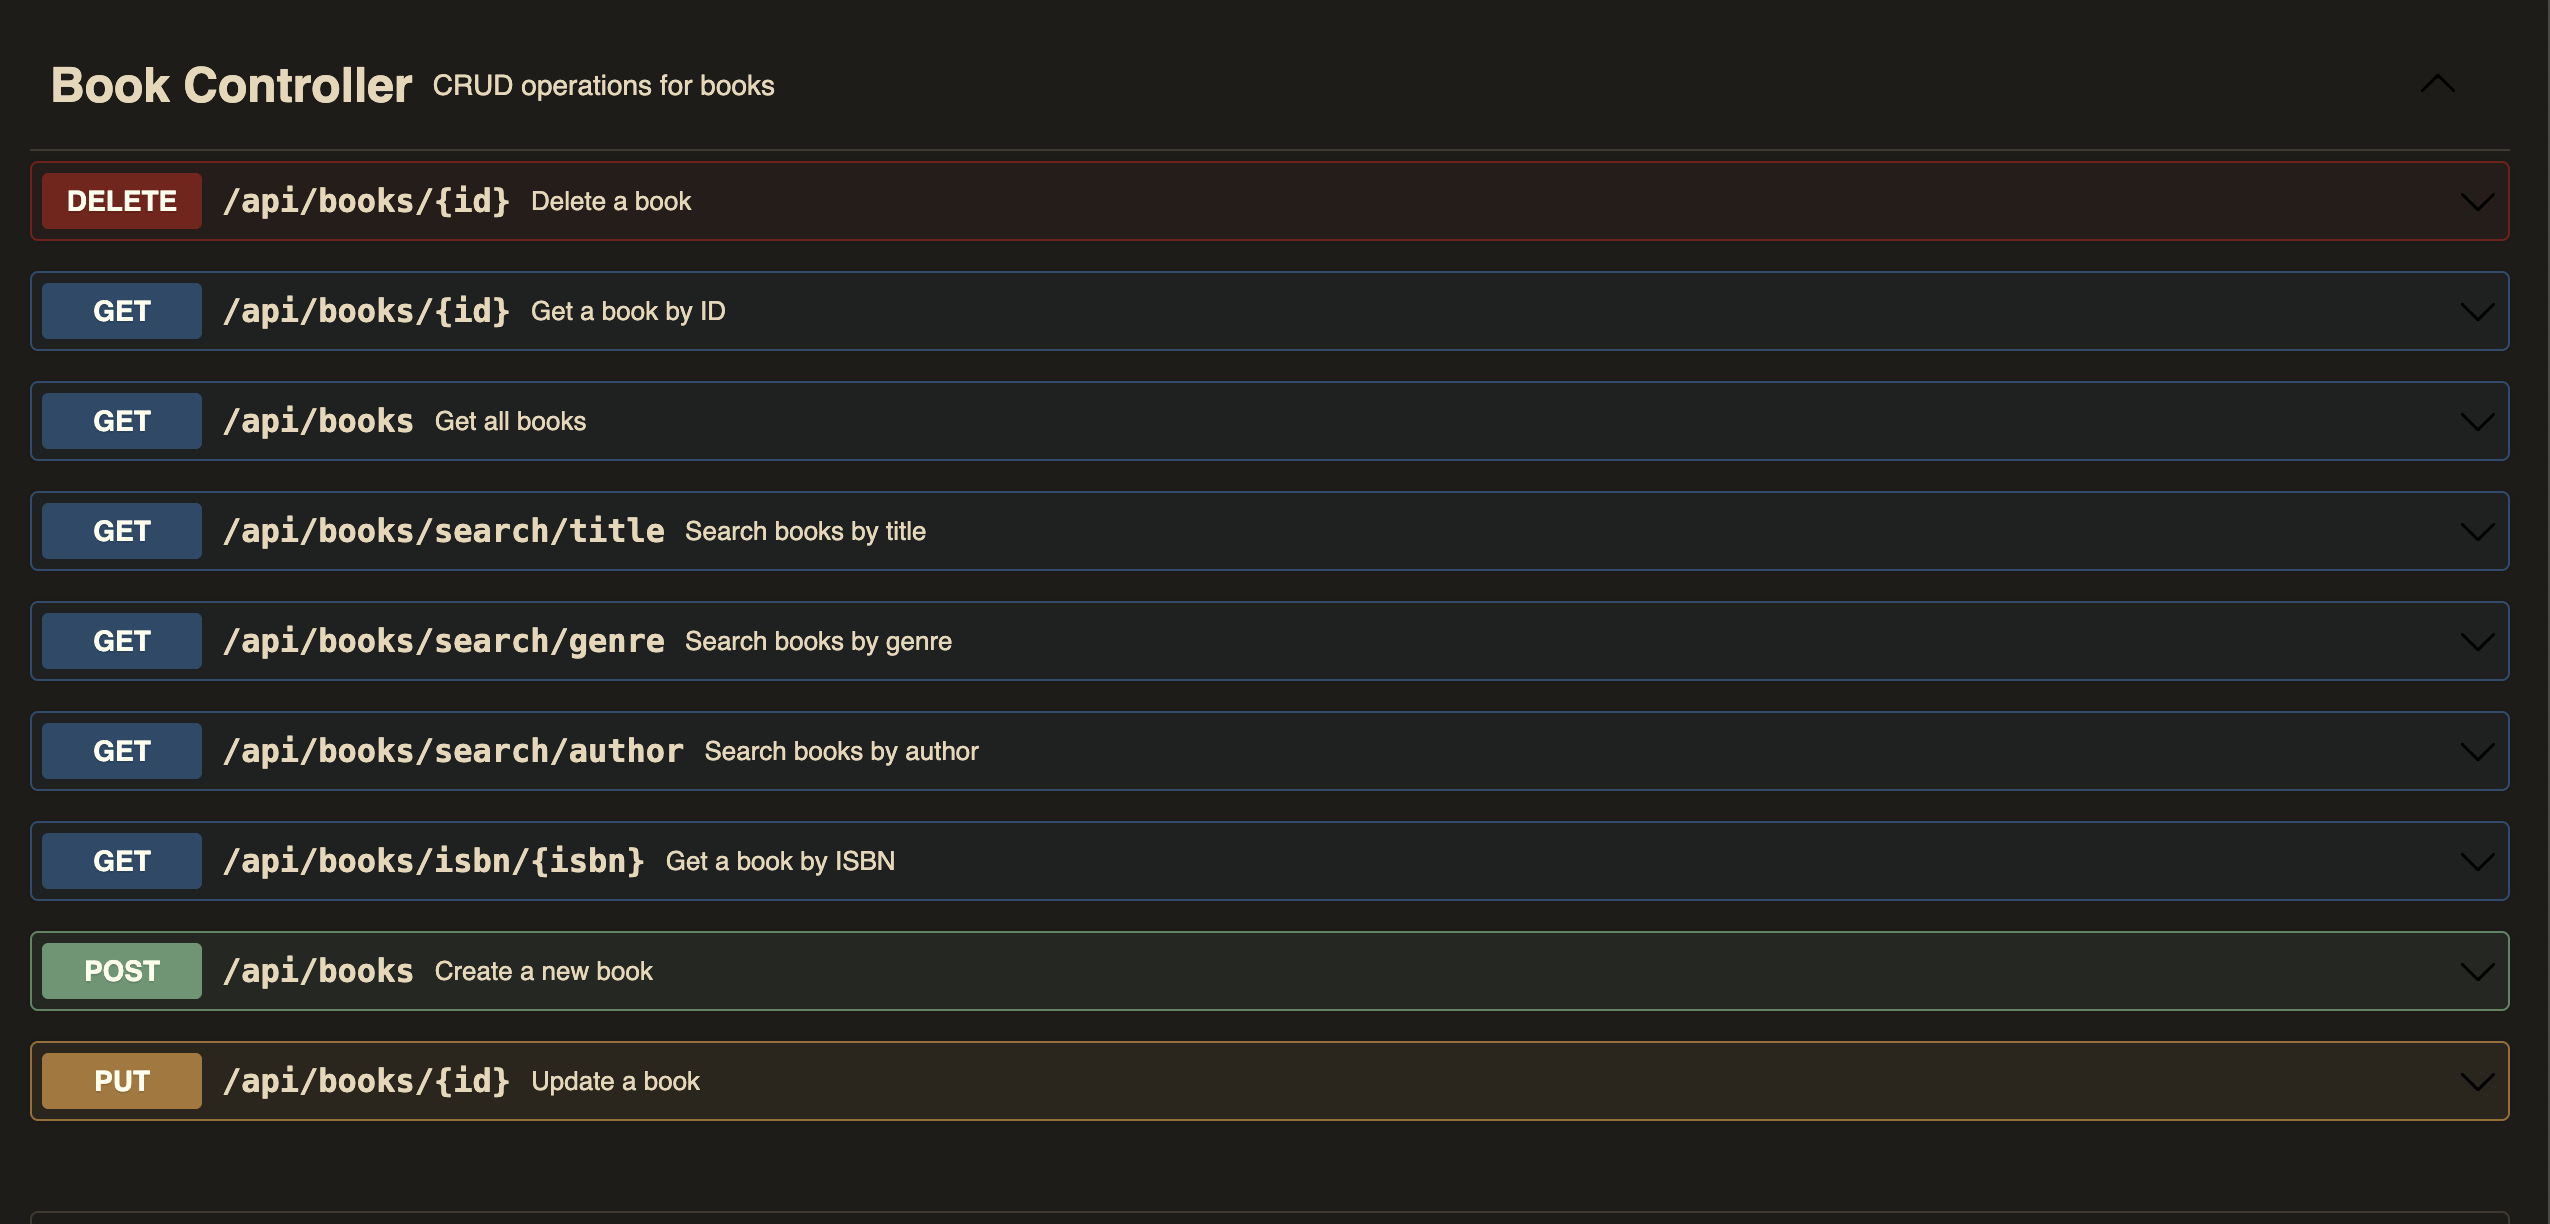 Book Controller CRUD operations for books
DELETE /api/books/{id} Delete a book
GET /api/books/{id} Get a book by ID
GET /api/books Get all books
GET /api/books/search/title Search books by title
GET /api/books/search/genre Search books by genre
GET /api/books/search/author Search books by author
GET /api/books/isbn/{isbn} Get a book by ISBN
POST /api/books Create a new book
PUT /api/books/{id} Update a book